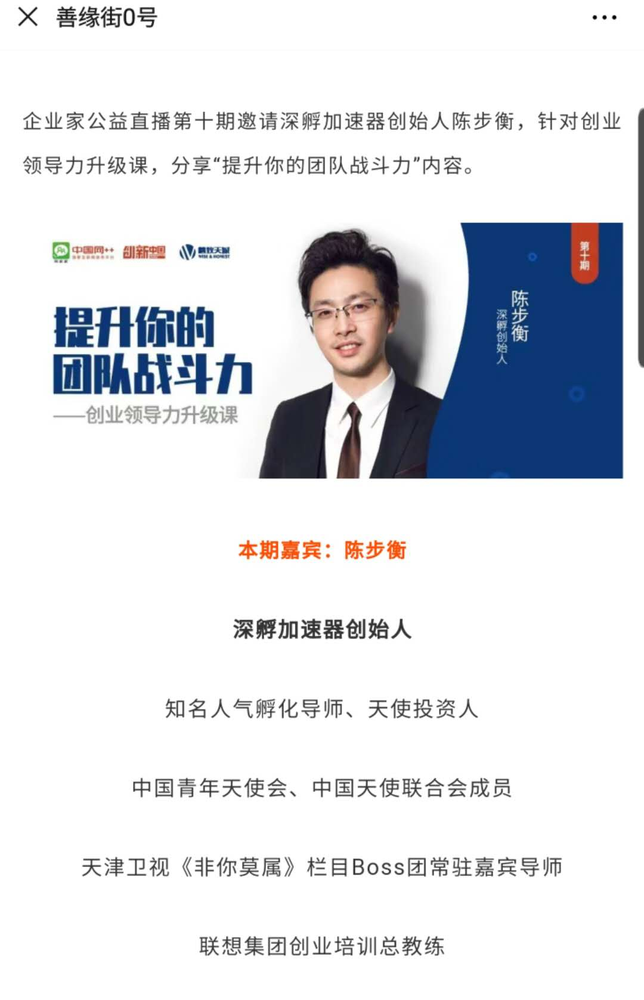 善缘街0号
企业家公益直播第十期邀请深孵加速器创始人陈步衡，针对创业
领导力升级课，分享“提升你的团队战斗力”内容。
中国网++
创新中国
WISE & HONEST
第十期
提升你的
团队战斗力
——创业领导力升级课
陈步衡
深孵创始人
本期嘉宾：陈步衡
深孵加速器创始人
知名人气孵化导师、天使投资人
中国青年天使会、中国天使联合会成员
天津卫视《非你莫属》栏目Boss团常驻嘉宾导师
联想集团创业培训总教练